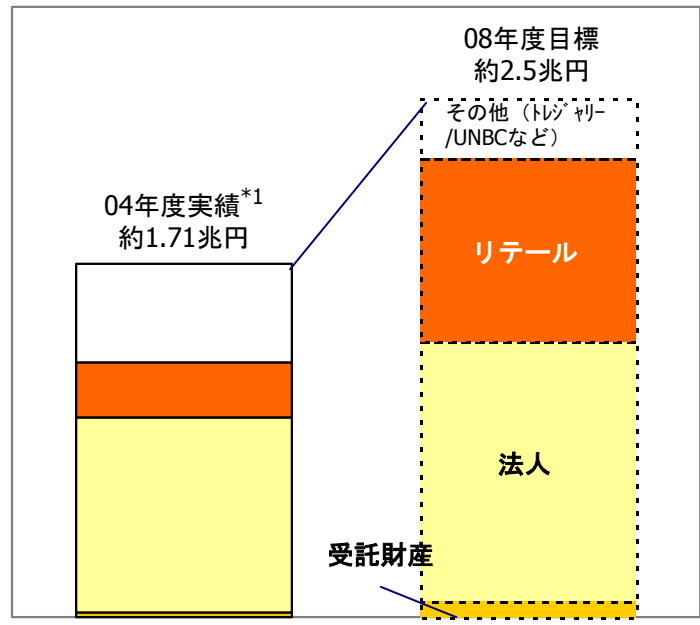 08年度目標
約2.5兆円
その他（ﾄﾚｼﾞｬﾘｰ
/UNBCなど）
04年度実績*1
約1.71兆円
リテール
法人
受託財産